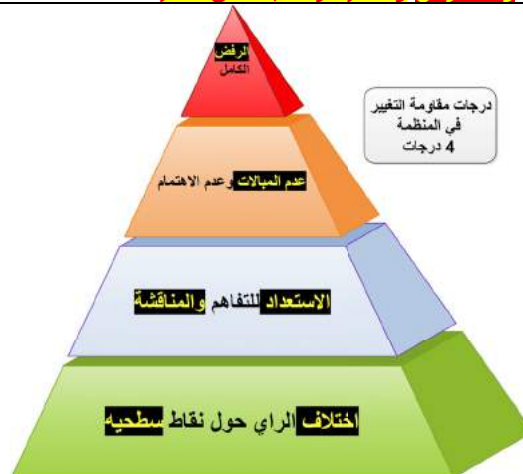 الرفض
الكامل
درجات مقاومة التغيير
في المنظمة
4 درجات
عدم المبالات وعدم الاهتمام
الاستعداد للتفاهم والمناقشة
اختلاف الراي حول نقاط سطحيه